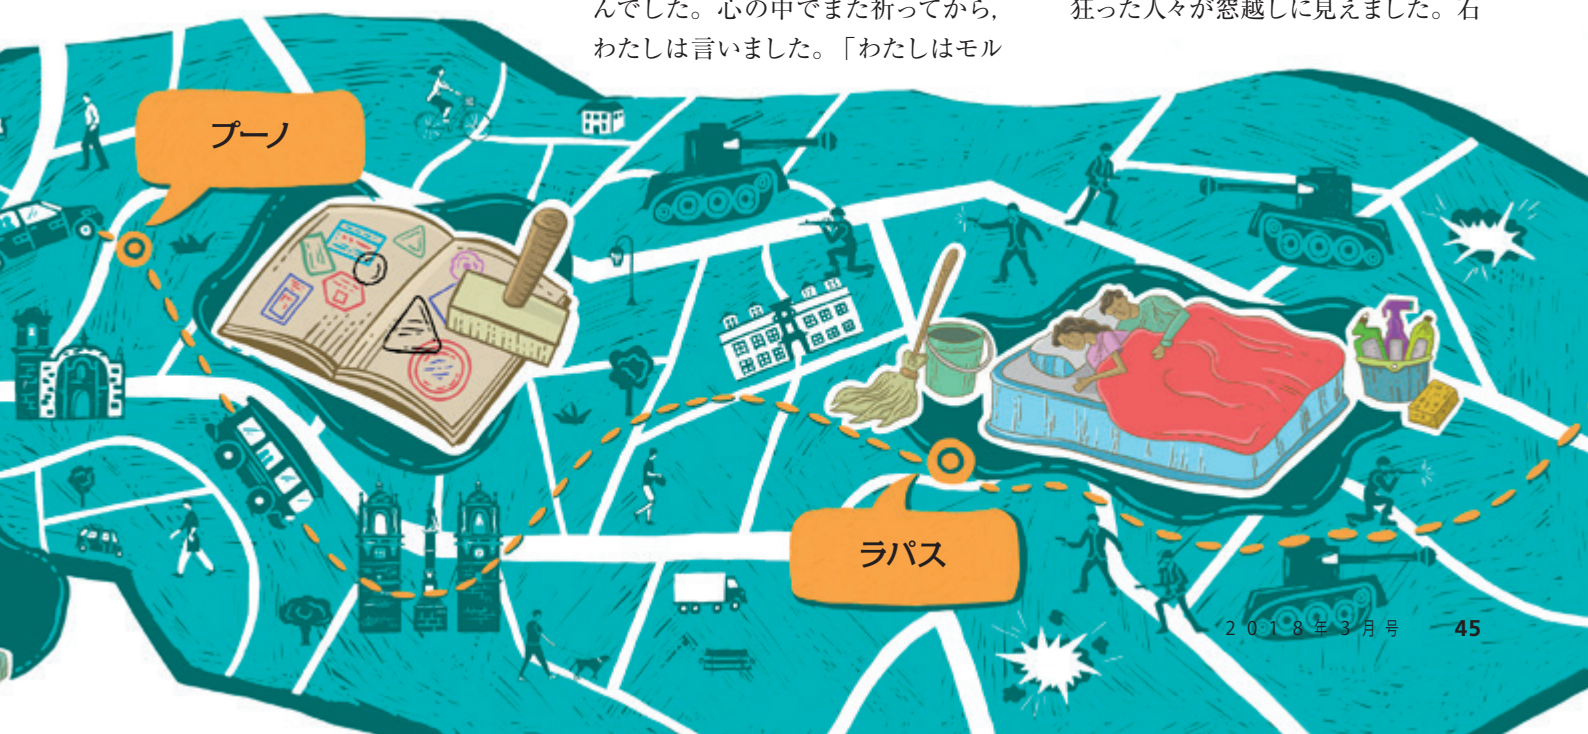 んでした。心の中でまた祈ってから,
わたしは言いました。「わたしはモル
狂った人々が窓越しに見えました。石
プーノ
ラパス
2018年3月号 45